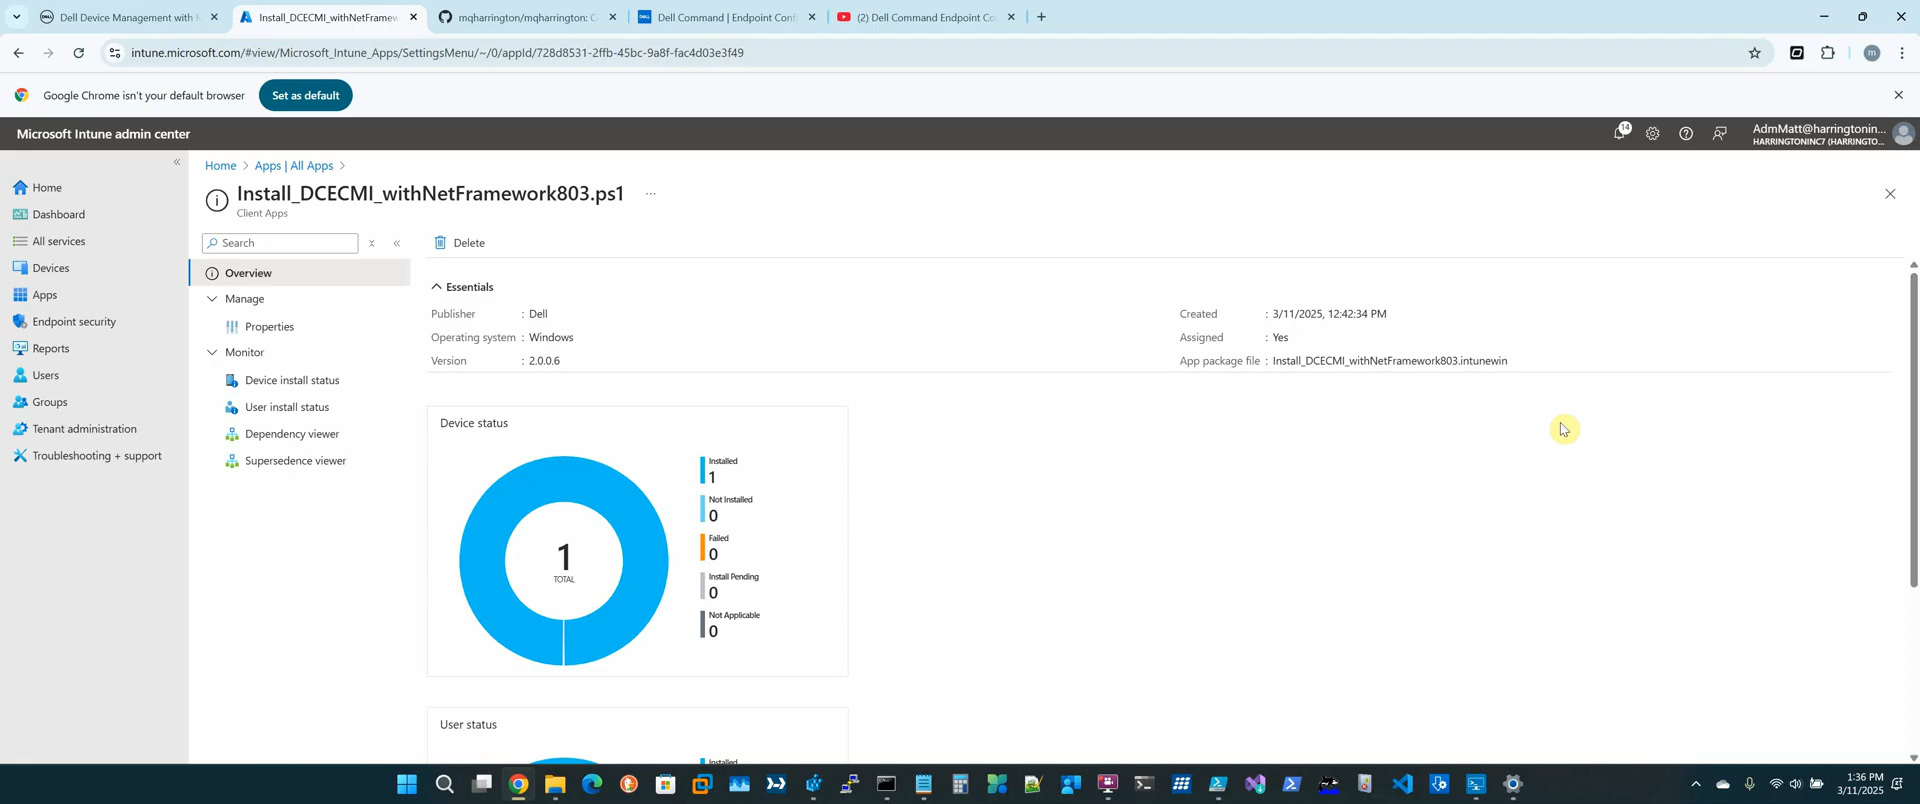 Dell Device Management with M
Install_DCECMI_withNetFramew
mqharrington/mqharrington: C
Dell Command | Endpoint Confi
(2) Dell Command Endpoint Co
intune.microsoft.com/#view/Microsoft_Intune_Apps/SettingsMenu/~/0/appId/728d8531-2ffb-45bc-9a8f-fac4d03e3f49
m
Google Chrome isn't your default browser
Set as default
Microsoft Intune admin center
14
AdmMatt@harringtonin...
HARRINGTONINC7 (HARRINGTO...
Home > Apps | All Apps >
Install_DCECMI_withNetFramework803.ps1 ...
Client Apps
Home
Dashboard
All services
Devices
Apps
Endpoint security
Reports
Users
Groups
Tenant administration
Troubleshooting + support
Search
Overview
Manage
Properties
Monitor
Device install status
User install status
Dependency viewer
Supersedence viewer
Delete
Essentials
Publisher : Dell
Operating system : Windows
Version : 2.0.0.6
Created : 3/11/2025, 12:42:34 PM
Assigned : Yes
App package file : Install_DCECMI_withNetFramework803.intunewin
Device status
1
TOTAL
Installed
1
Not Installed
0
Failed
0
Install Pending
0
Not Applicable
0
User status
Installed
1:36 PM
3/11/2025